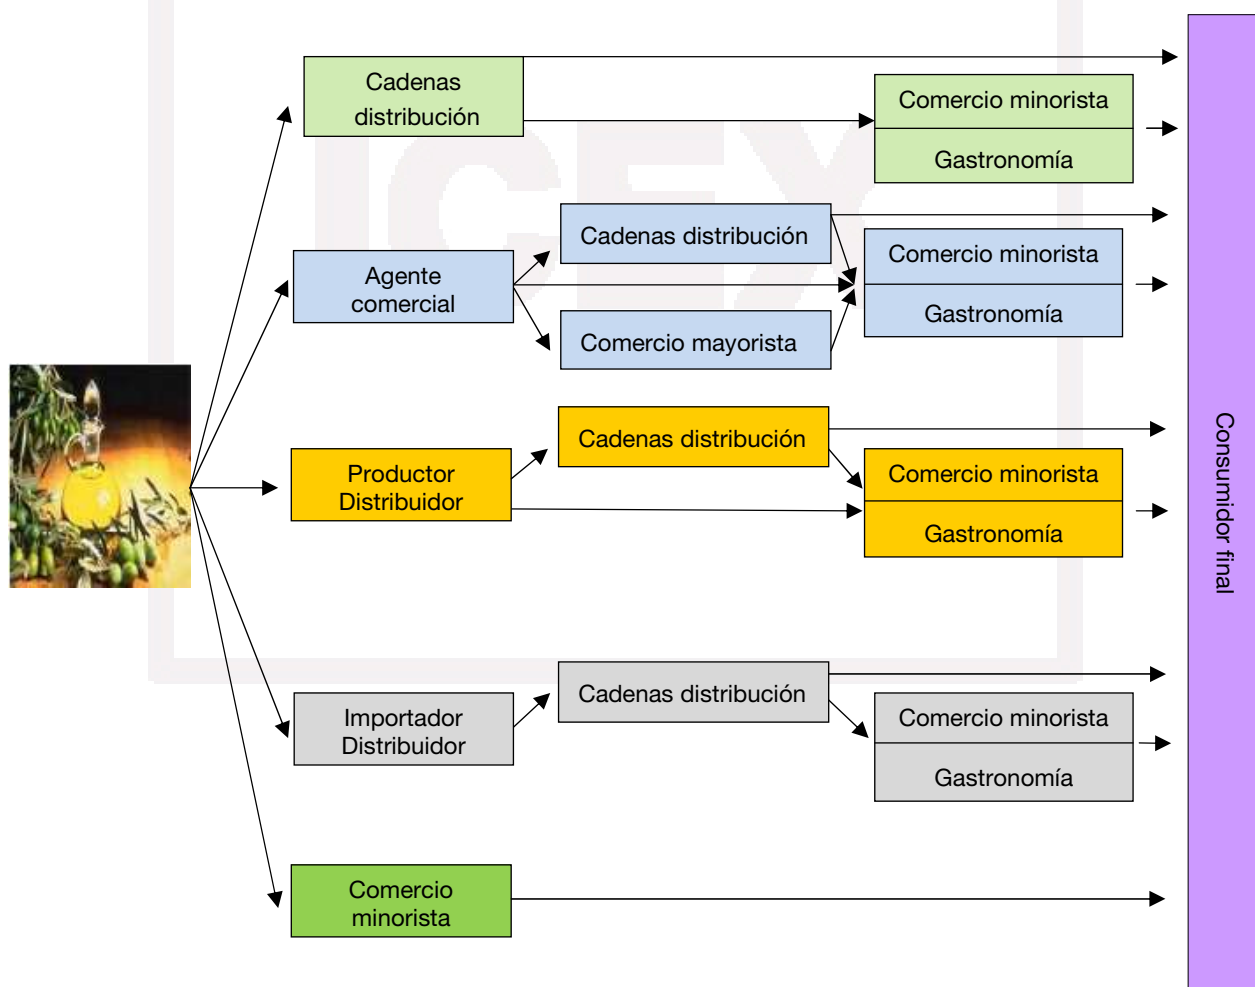 Cadenas
distribución
Comercio minorista
Gastronomía
Cadenas distribución
Agente
comercial
Comercio minorista
Gastronomía
Comercio mayorista
Cadenas distribución
Productor
Distribuidor
Comercio minorista
Gastronomía
Cadenas distribución
Importador
Distribuidor
Comercio minorista
Gastronomía
Comercio
minorista
Consumidor final
ICEX